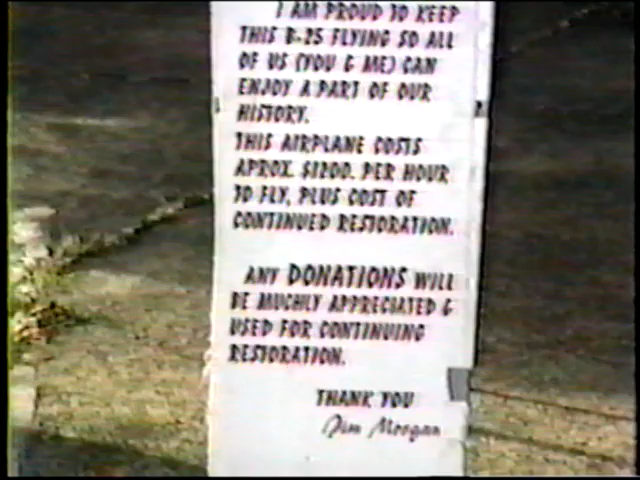 I AM PROUD TO KEEP
THIS B-25 FLYING SO ALL
OF US (YOU & ME) CAN
ENJOY A PART OF OUR
HISTORY.
THIS AIRPLANE COSTS
APROX. $1200. PER HOUR
TO FLY, PLUS COST OF
CONTINUED RESTORATION.
ANY DONATIONS WILL
BE MUCHLY APPRECIATED &
USED FOR CONTINUING
RESTORATION.
THANK YOU
Jim Morgan